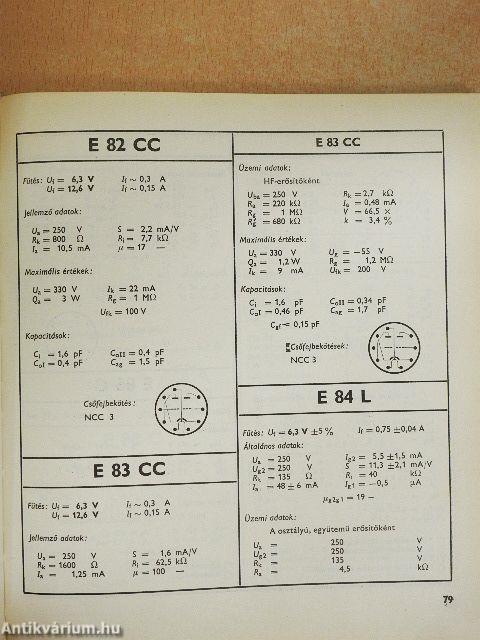 E 82 CC
Fűtés: Uf = 6,3 V If ~ 0,3 A
Uf = 12,6 V If ~ 0,15 A
Jellemző adatok:
Ua = 250 V S = 2,2 mA/V
Rk = 800 Ω Ri = 7,7 kΩ
Ia = 10,5 mA μ = 17 —
Maximális értékek:
Ua = 330 V Ik = 22 mA
Qa = 3 W Rg = 1 MΩ
Ufk = 100 V
Kapacitások:
Ci = 1,6 pF CoII = 0,4 pF
CoI = 0,4 pF Cag = 1,5 pF
Csőfejbekötés:
NCC 3
E 83 CC
Fűtés: Uf = 6,3 V If ~ 0,3 A
Uf = 12,6 V If ~ 0,15 A
Jellemző adatok:
Ua = 250 V S = 1,6 mA/V
Rk = 1600 Ω Ri = 62,5 kΩ
Ia = 1,25 mA μ = 100 —
E 83 CC
Üzemi adatok:
HF-erősítőként
Uba = 250 V Rk = 2,7 kΩ
Ra = 220 kΩ Ia = 0,48 mA
Rg = 1 MΩ V = 66,5 ×
Rg' = 680 kΩ k = 3,4 %
Maximális értékek:
Ua = 330 V Ug = −55 V
Qa = 1,2 W Rg = 1,2 MΩ
Ik = 9 mA Ufk = 200 V
Kapacitások:
Ci = 1,6 pF CoII = 0,34 pF
CoI = 0,46 pF Cag = 1,7 pF
Cgf < 0,15 pF
Csőfejbekötések:
NCC 3
E 84 L
Fűtés: Uf = 6,3 V ±5 % If = 0,75 ±0,04 A
Általános adatok:
Ua = 250 V Ig2 = 5,5 ±1,5 mA
Ug2 = 250 V S = 11,3 ±2,1 mA/V
Rk = 135 Ω Ri = 40 kΩ
Ia = 48 ± 6 mA Ig1 = −0,5 μA
μg2g1 = 19 −
Üzemi adatok:
A osztályú, együtemű erősítőként
Ua = 250 V
Ug2 = 250 V
Rk = 135 V
Ra = 4,5 kΩ
79
Antikvárium.hu